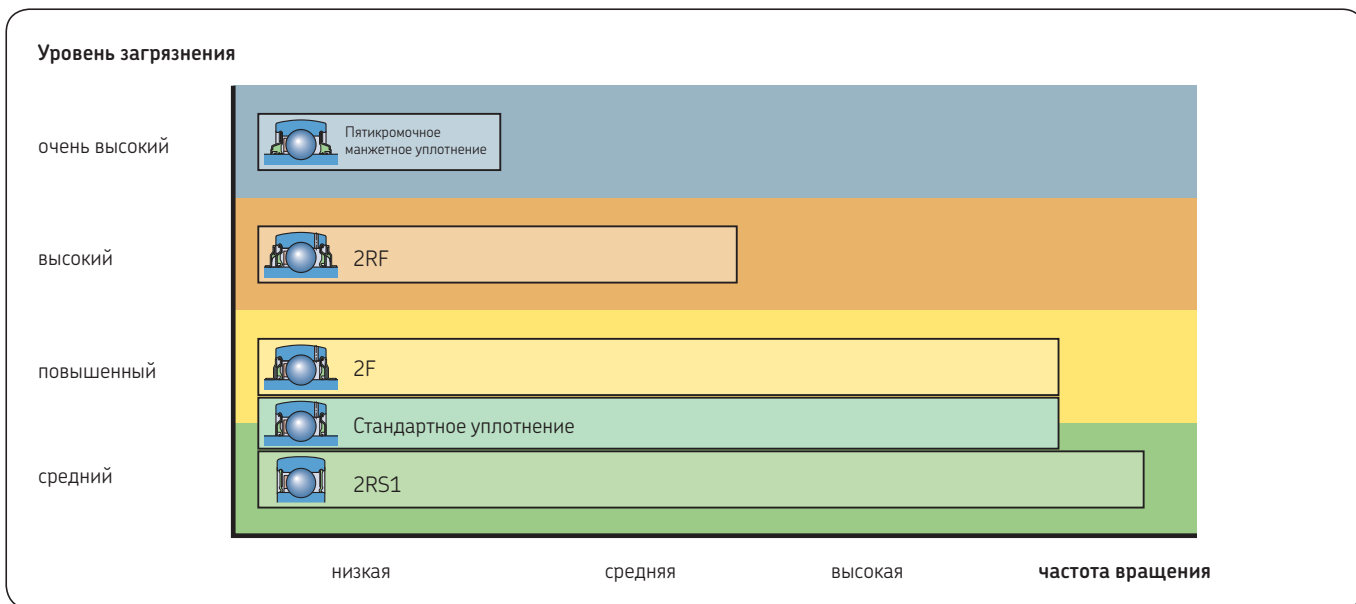 Уровень загрязнения
очень высокий
Пятикромочное
манжетное уплотнение
высокий
2RF
повышенный
2F
Стандартное уплотнение
средний
2RS1
низкая средняя высокая частота вращения